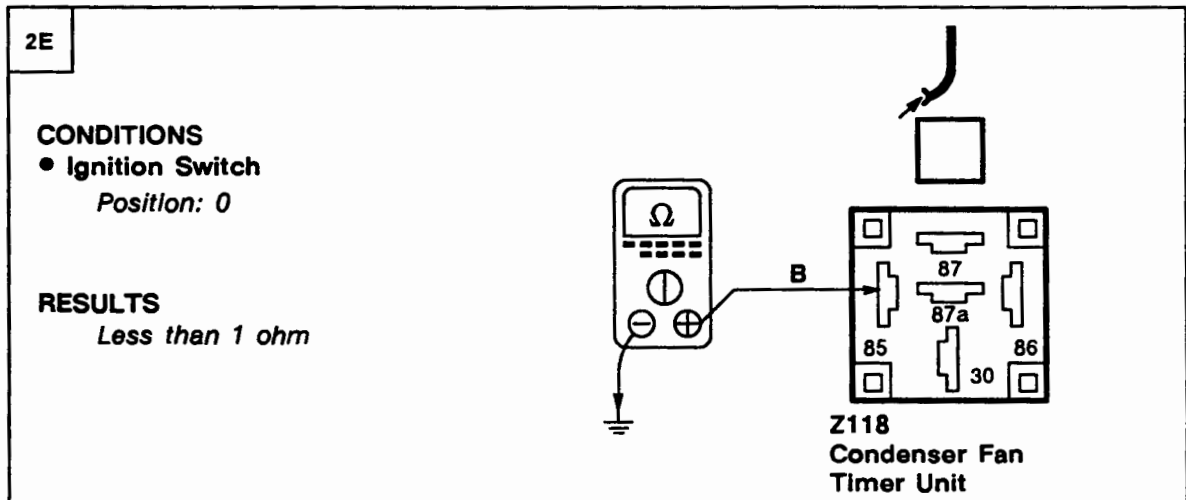 2E
CONDITIONS
● Ignition Switch
Position: 0
RESULTS
Less than 1 ohm
Ω
− +
B
87
87a
85
86
30
Z118
Condenser Fan
Timer Unit